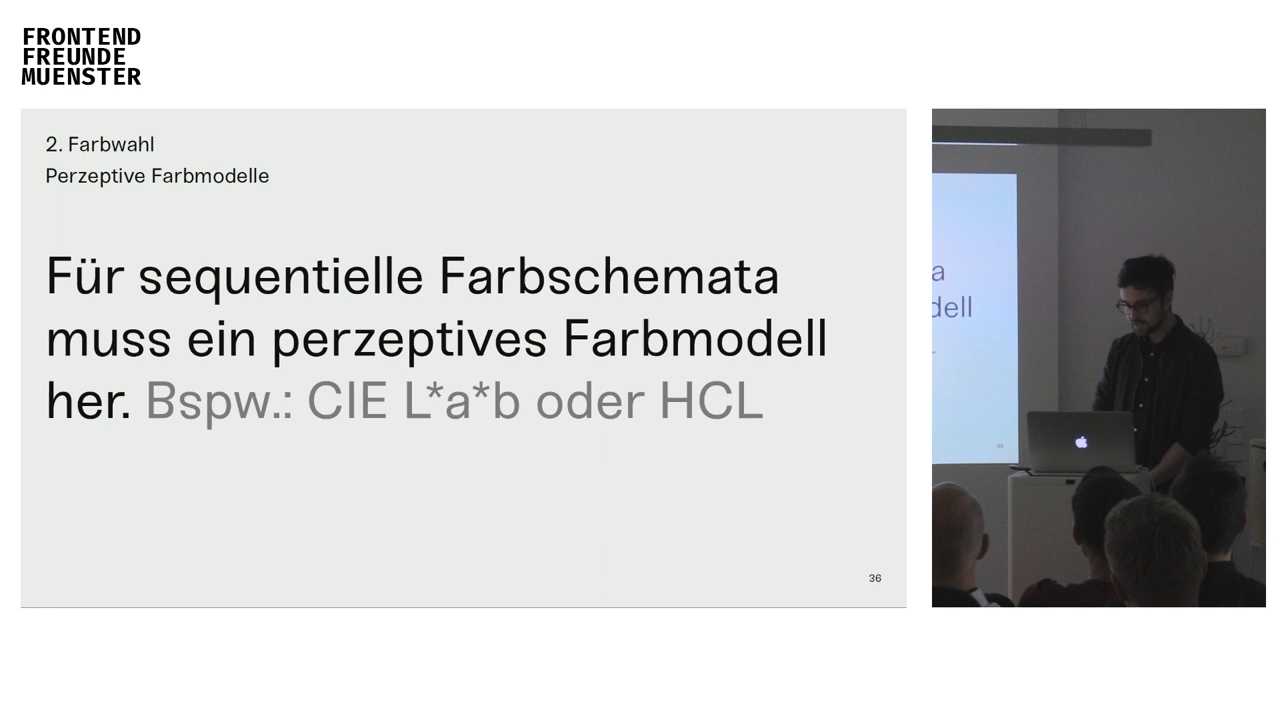 FRONTEND
FREUNDE
MUENSTER
2. Farbwahl
Perzeptive Farbmodelle
Für sequentielle Farbschemata
muss ein perzeptives Farbmodell
her. Bspw.: CIE L*a*b oder HCL
36
a
dell
36